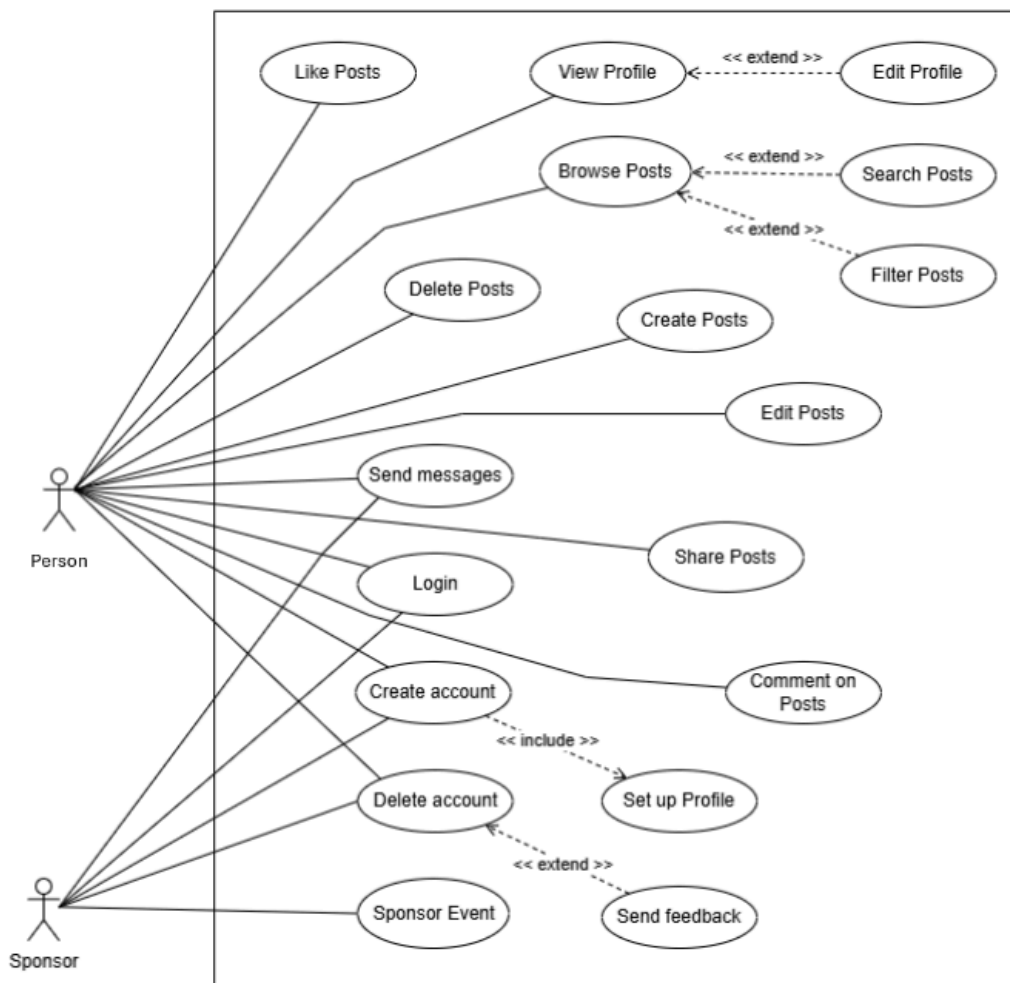 Like Posts
View Profile
<< extend >>
Edit Profile
Browse Posts
<< extend >>
Search Posts
<< extend >>
Filter Posts
Delete Posts
Create Posts
Edit Posts
Send messages
Person
Share Posts
Login
Create account
Comment on
Posts
<< include >>
Delete account
Set up Profile
<< extend >>
Sponsor Event
Send feedback
Sponsor